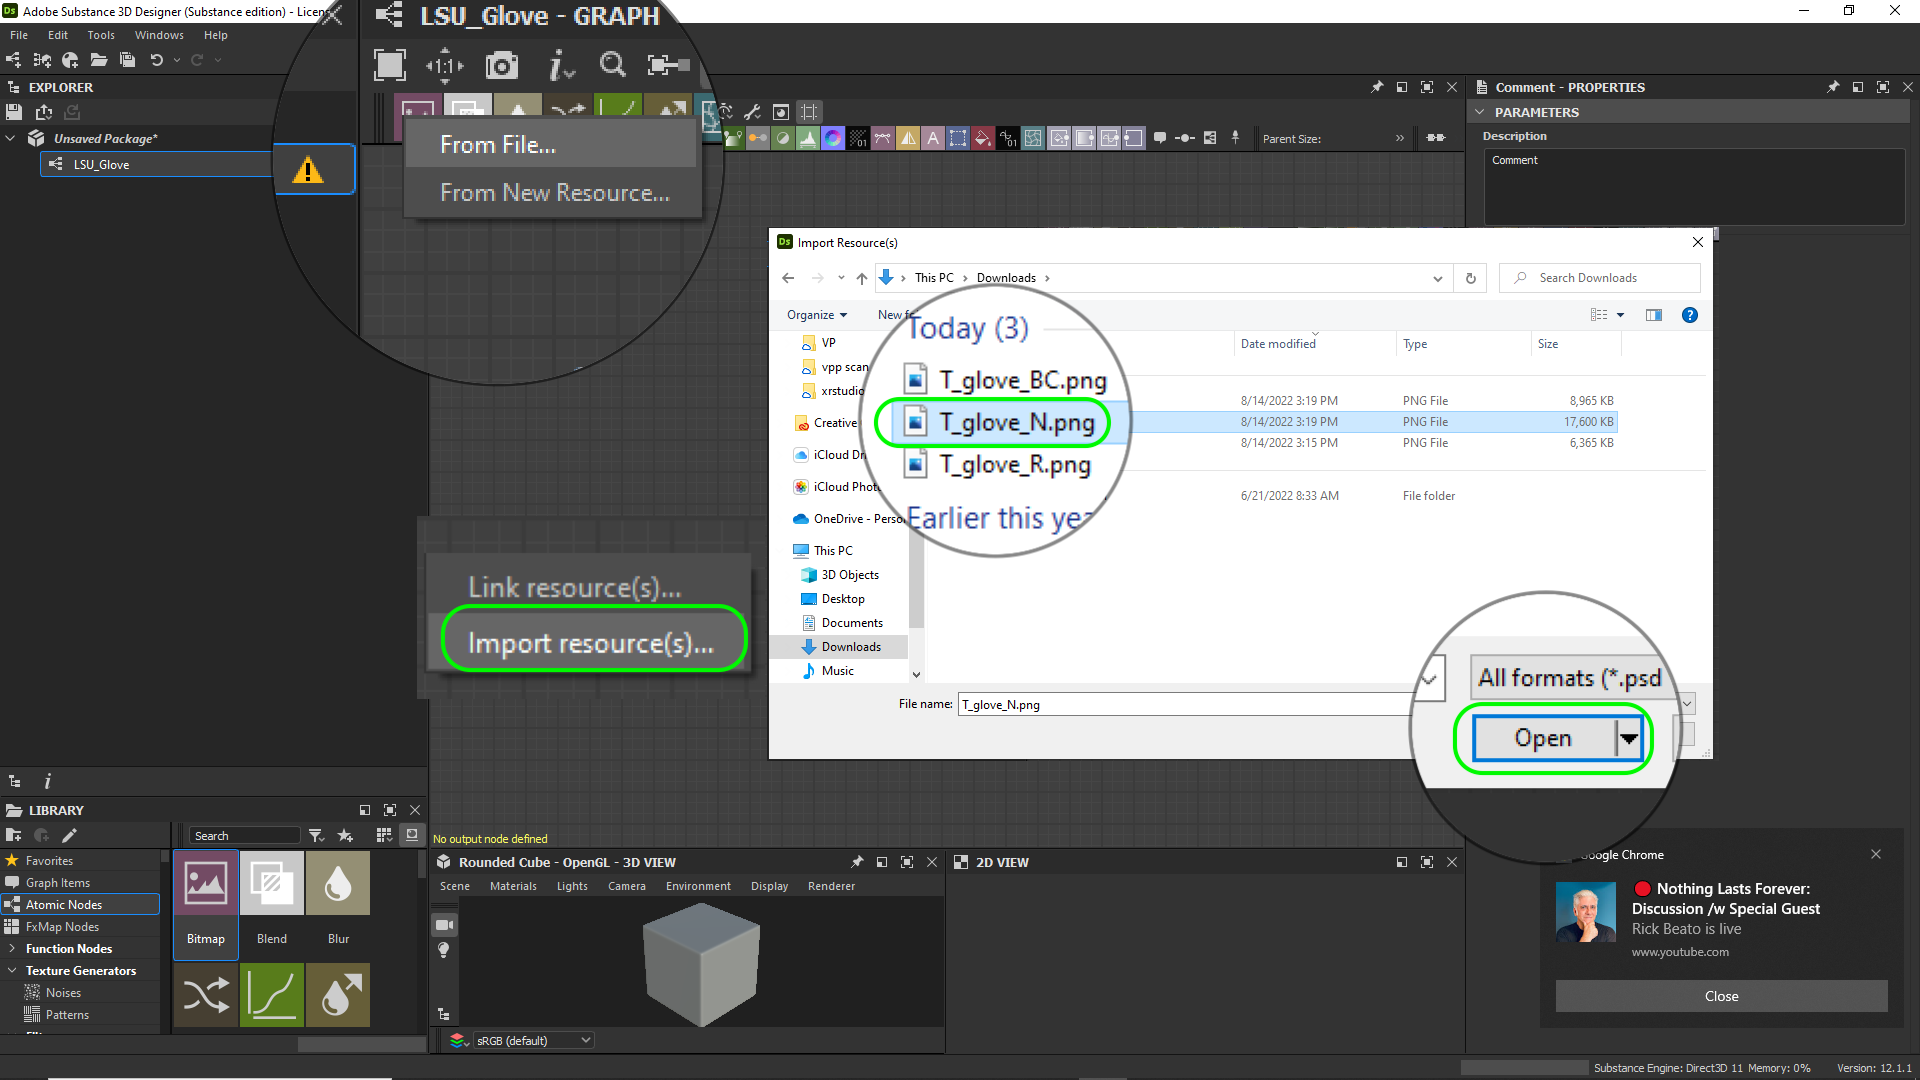 Ds Adobe Substance 3D Designer (Substance edition) - Licen
File Edit Tools Windows Help
EXPLORER
Unsaved Package*
LSU_Glove
LSU_Glove - GRAPH
1:1
From File...
From New Resource...
Parent Size:
Comment - PROPERTIES
PARAMETERS
Description
Comment
Ds Import Resource(s)
This PC > Downloads >
Search Downloads
Organize
New f
Date modified Type Size
VP
vpp scan
xrstudio
Creative
iCloud Dri
iCloud Photo
OneDrive - Perso
This PC
3D Objects
Desktop
Documents
Downloads
Music
Today (3)
T_glove_BC.png
8/14/2022 3:19 PM PNG File 8,965 KB
T_glove_N.png
8/14/2022 3:19 PM PNG File 17,600 KB
T_glove_R.png
8/14/2022 3:15 PM PNG File 6,365 KB
Earlier this yea
6/21/2022 8:33 AM File folder
File name: T_glove_N.png
All formats (*.psd
Open
Link resource(s)...
Import resource(s)...
LIBRARY
Search
Favorites
Graph Items
Atomic Nodes
FxMap Nodes
Function Nodes
Texture Generators
Noises
Patterns
Bitmap
Blend
Blur
No output node defined
Rounded Cube - OpenGL - 3D VIEW
Scene Materials Lights Camera Environment Display Renderer
sRGB (default)
2D VIEW
oogle Chrome
Nothing Lasts Forever:
Discussion /w Special Guest
Rick Beato is live
www.youtube.com
Close
Substance Engine: Direct3D 11 Memory: 0% Version: 12.1.1